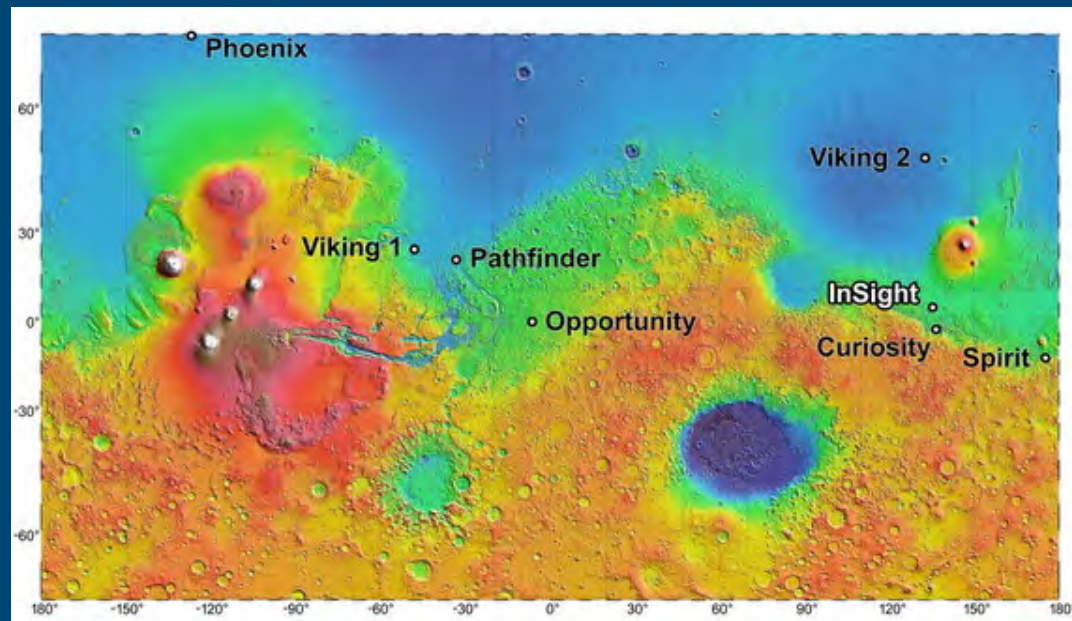 Phoenix
60°
Viking 2
30°
Viking 1
Pathfinder
InSight
0°
Opportunity
Curiosity
Spirit
-30°
-60°
180° -150° -120° -90° -60° -30° 0° 30° 60° 90° 120° 150° 180°